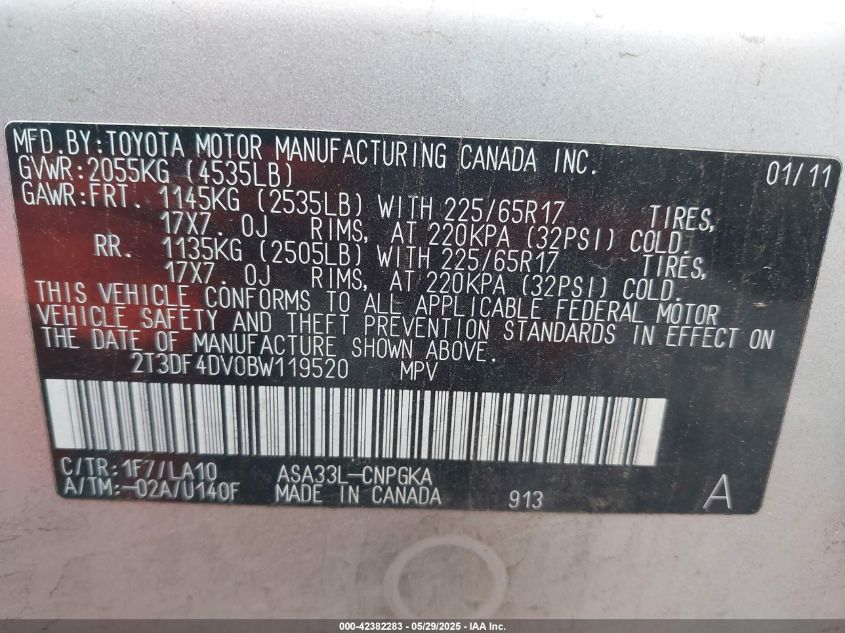 MFD.BY:TOYOTA MOTOR MANUFACTURING CANADA INC. 01/11
GVWR:2055KG (4535LB)
GAWR:FRT. 1145KG (2535LB) WITH 225/65R17 TIRES,
17X7. 0J RIMS, AT 220KPA (32PSI) COLD.
RR. 1135KG (2505LB) WITH 225/65R17 TIRES,
17X7. 0J RIMS, AT 220KPA (32PSI) COLD.
THIS VEHICLE CONFORMS TO ALL APPLICABLE FEDERAL MOTOR
VEHICLE SAFETY AND THEFT PREVENTION STANDARDS IN EFFECT ON
THE DATE OF MANUFACTURE SHOWN ABOVE.
2T3DF4DV0BW119520 MPV
C/TR:1F7/LA10 ASA33L-CNPGKA
A/TM:-02A/U140F MADE IN CANADA 913 A
000-42382283 - 05/29/2025 - IAA Inc.